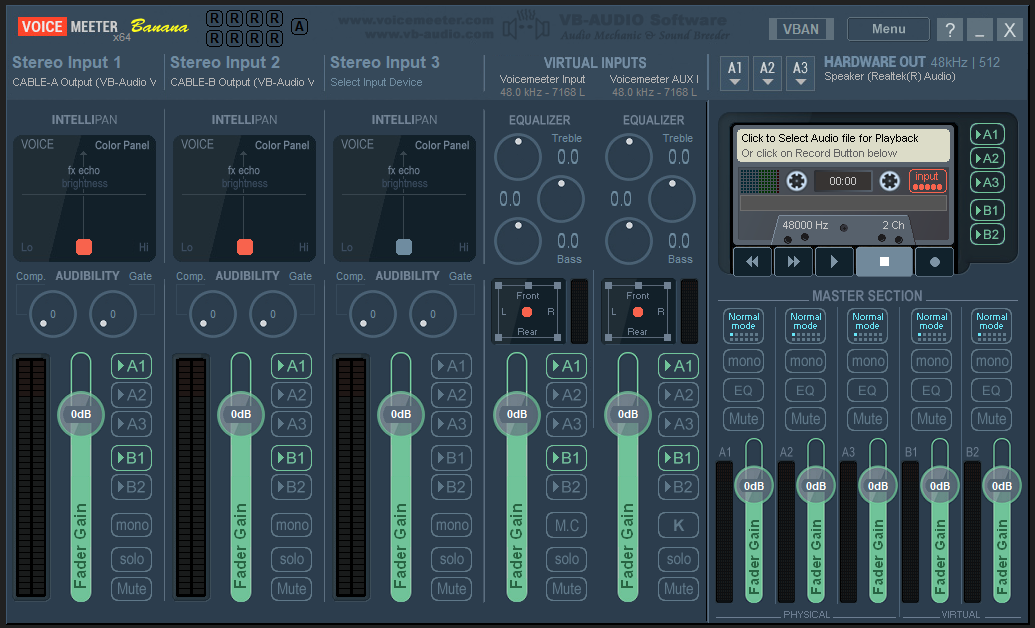 VOICE MEETER Banana
x64
R R R R
R R R R
A
www.voicemeeter.com
www.vb-audio.com
VB-AUDIO Software
Audio Mechanic & Sound Breeder
VBAN
Menu
?
_
X
Stereo Input 1
CABLE-A Output (VB-Audio V
Stereo Input 2
CABLE-B Output (VB-Audio V
Stereo Input 3
Select Input Device
VIRTUAL INPUTS
Voicemeeter Input
48.0 kHz - 7168 L
Voicemeeter AUX I
48.0 kHz - 7168 L
A1 A2 A3
HARDWARE OUT 48kHz | 512
Speaker (Realtek(R) Audio)
INTELLIPAN
VOICE Color Panel
fx echo
brightness
Lo Hi
Comp. AUDIBILITY Gate
0 0
A1
A2
0dB
A3
B1
B2
mono
solo
Mute
Fader Gain
INTELLIPAN
VOICE Color Panel
fx echo
brightness
Lo Hi
Comp. AUDIBILITY Gate
0 0
A1
A2
0dB
A3
B1
B2
mono
solo
Mute
Fader Gain
INTELLIPAN
VOICE Color Panel
fx echo
brightness
Lo Hi
Comp. AUDIBILITY Gate
0 0
A1
A2
0dB
A3
B1
B2
mono
solo
Mute
Fader Gain
EQUALIZER
Treble
0.0
0.0
0.0
Bass
Front
L R
Rear
A1
A2
0dB
A3
B1
B2
M.C
solo
Mute
Fader Gain
EQUALIZER
Treble
0.0
0.0
0.0
Bass
Front
L R
Rear
A1
A2
0dB
A3
B1
B2
K
solo
Mute
Fader Gain
Click to Select Audio file for Playback
Or click on Record Button below
00:00
input
48000 Hz 2 Ch
A1
A2
A3
B1
B2
MASTER SECTION
Normal mode
mono
EQ
Mute
A1
0dB
Fader Gain
Normal mode
mono
EQ
Mute
A2
0dB
Fader Gain
Normal mode
mono
EQ
Mute
A3
0dB
Fader Gain
Normal mode
mono
EQ
Mute
B1
0dB
Fader Gain
Normal mode
mono
EQ
Mute
B2
0dB
Fader Gain
PHYSICAL
VIRTUAL